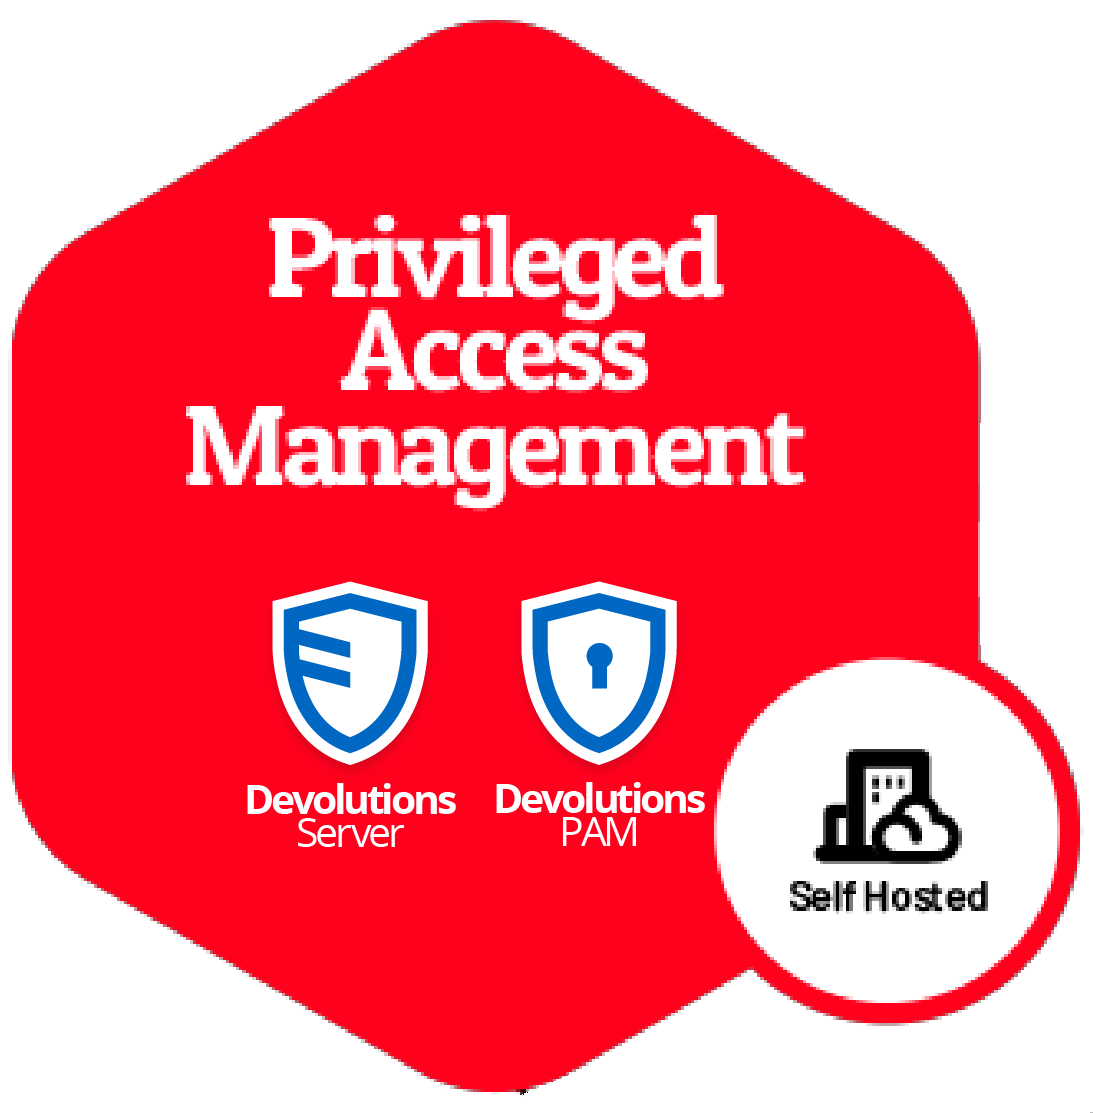 Privileged
Access
Management
Devolutions
Server
Devolutions
PAM
Self Hosted